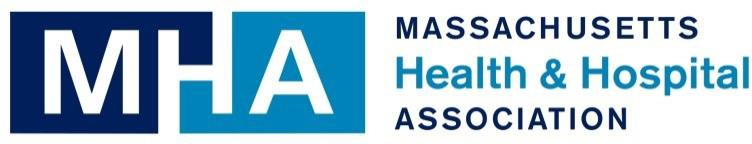 MHA
MASSACHUSETTS
Health & Hospital
ASSOCIATION